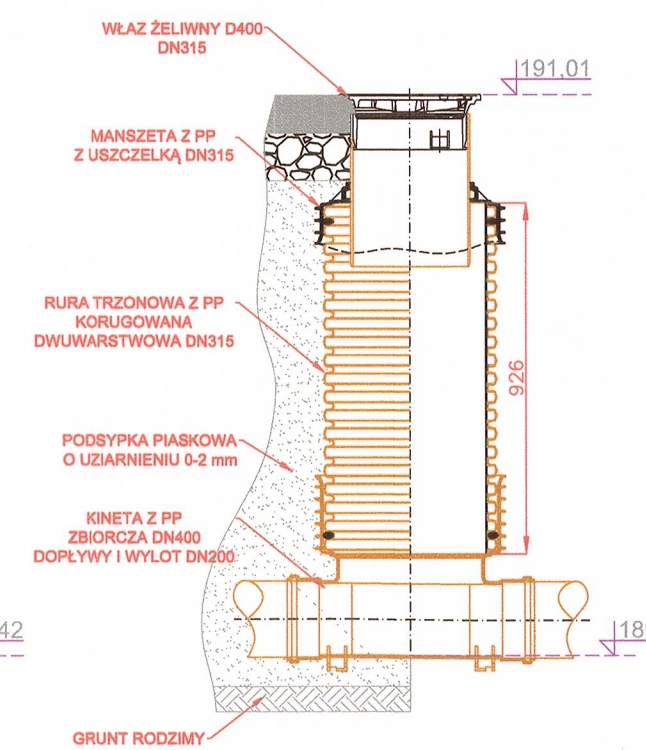 WŁAZ ŻELIWNY D400
DN315
191,01
MANSZETA Z PP
Z USZCZELKĄ DN315
RURA TRZONOWA Z PP
KORUGOWANA
DWUWARSTWOWA DN315
926
PODSYPKA PIASKOWA
O UZIARNIENIU 0-2 mm
KINETA Z PP
ZBIORCZA DN400
DOPŁYWY I WYLOT DN200
42
GRUNT RODZIMY